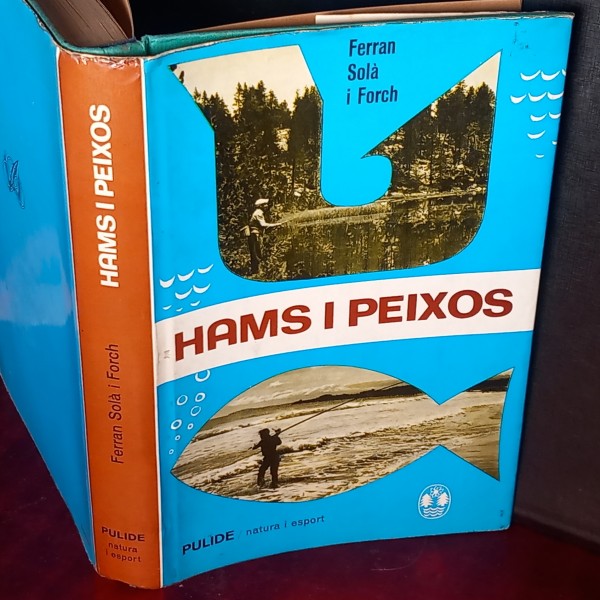 Ferran
Solà
i Forch
HAMS I PEIXOS
PULIDE natura i esport
HAMS I PEIXOS
Ferran Solà i Forch
PULIDE
natura
i esport